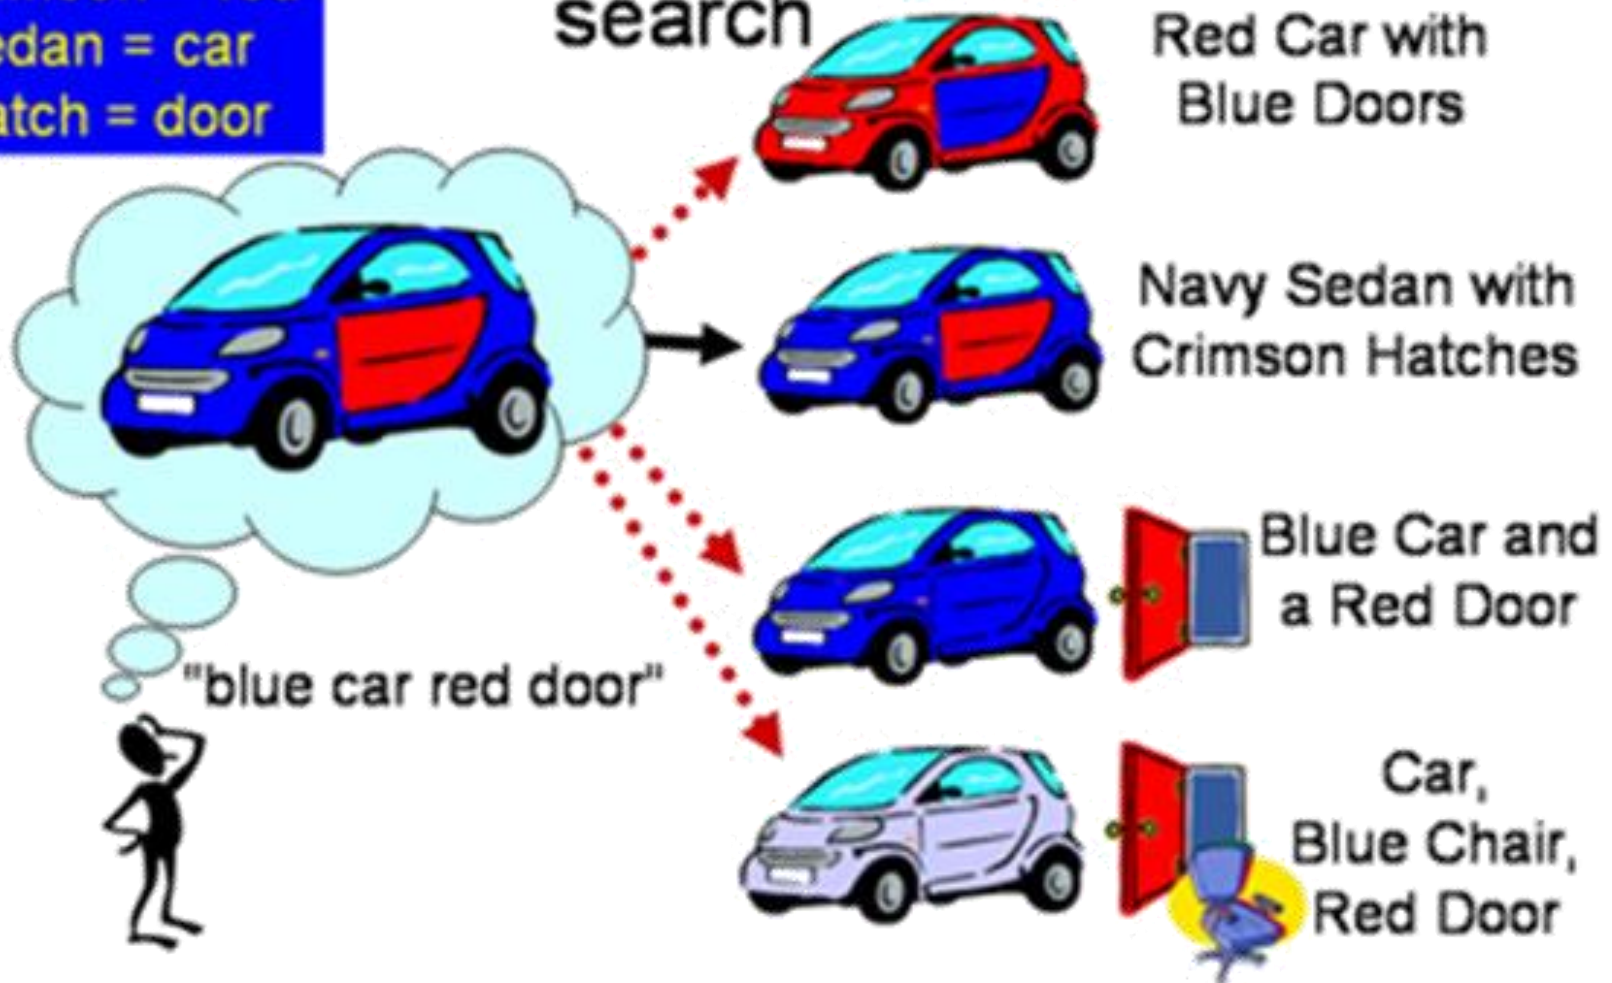 edan = car
atch = door
search
Red Car with
Blue Doors
Navy Sedan with
Crimson Hatches
Blue Car and
a Red Door
"blue car red door"
Car,
Blue Chair,
Red Door